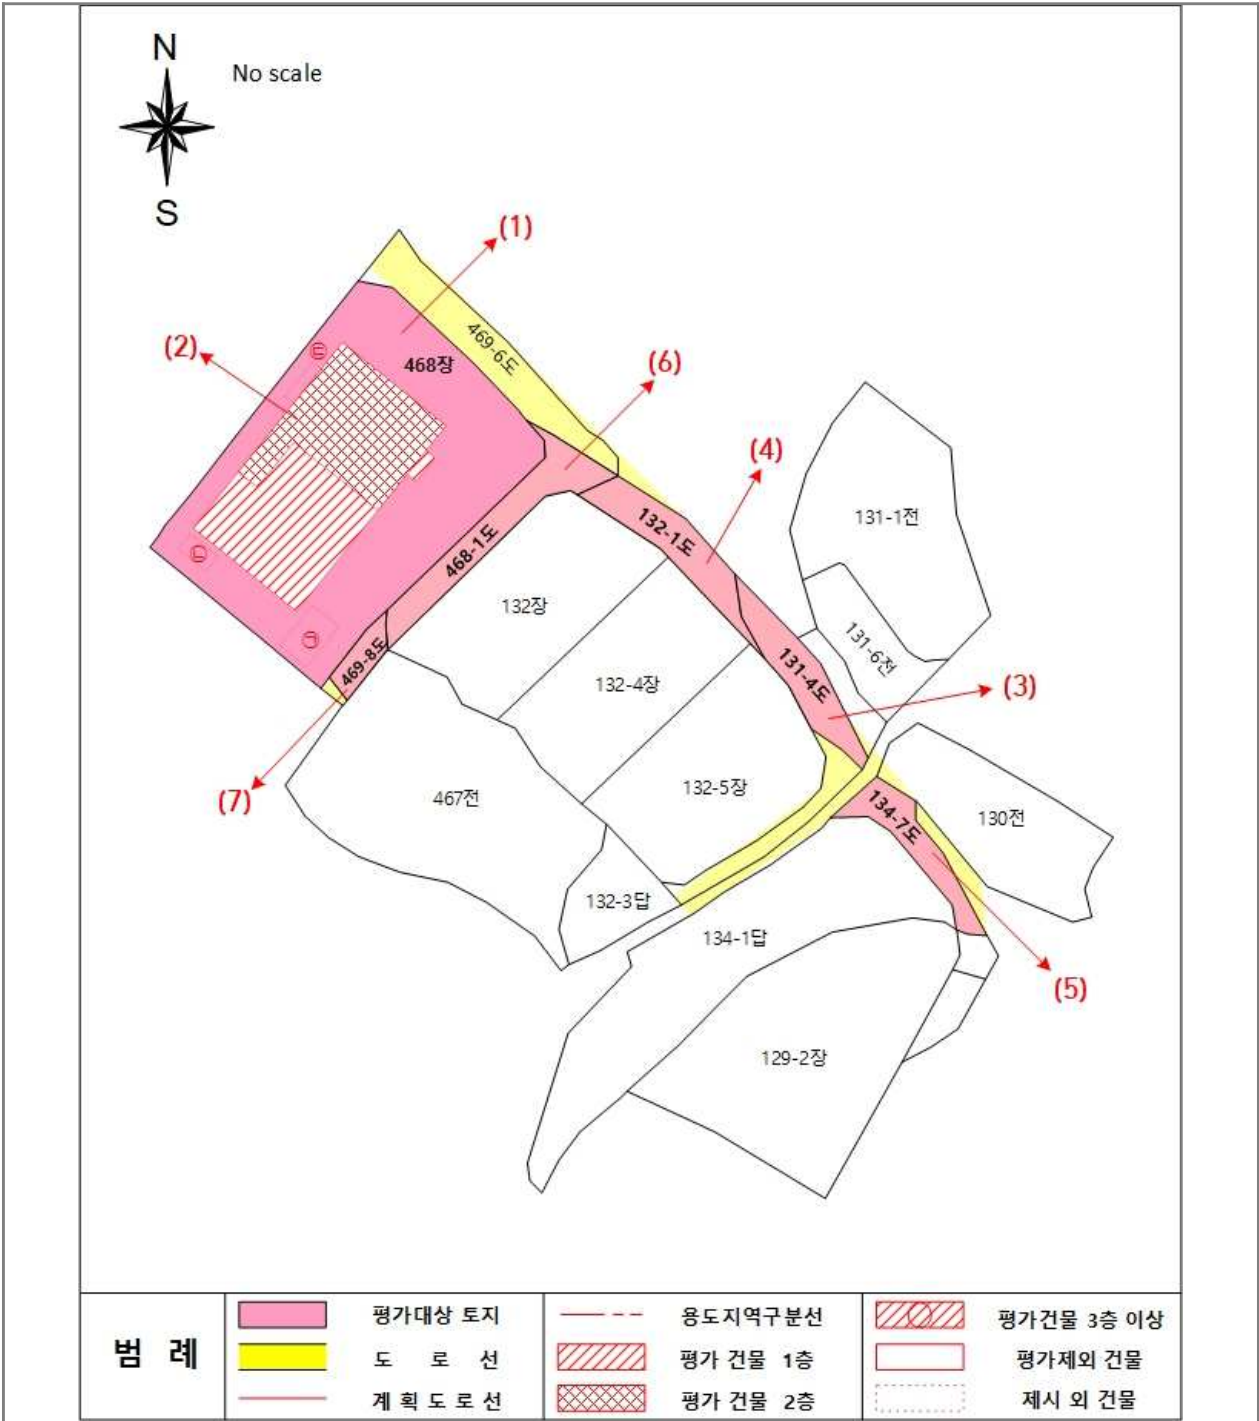 N
No scale
S
(1)
(2)
㉢
468장
469-6도
(6)
(4)
131-1전
132-1도
468-1도
㉡
132장
131-6전
㉠
469-8도
132-4장
131-4도
(3)
(7)
467전
132-5장
134-7도
130전
132-3답
134-1답
(5)
129-2장
범 례
평가대상 토지
용도지역구분선
평가건물 3층 이상
도 로 선
평가 건물 1층
평가제외 건물
계획도로선
평가 건물 2층
제시 외 건물